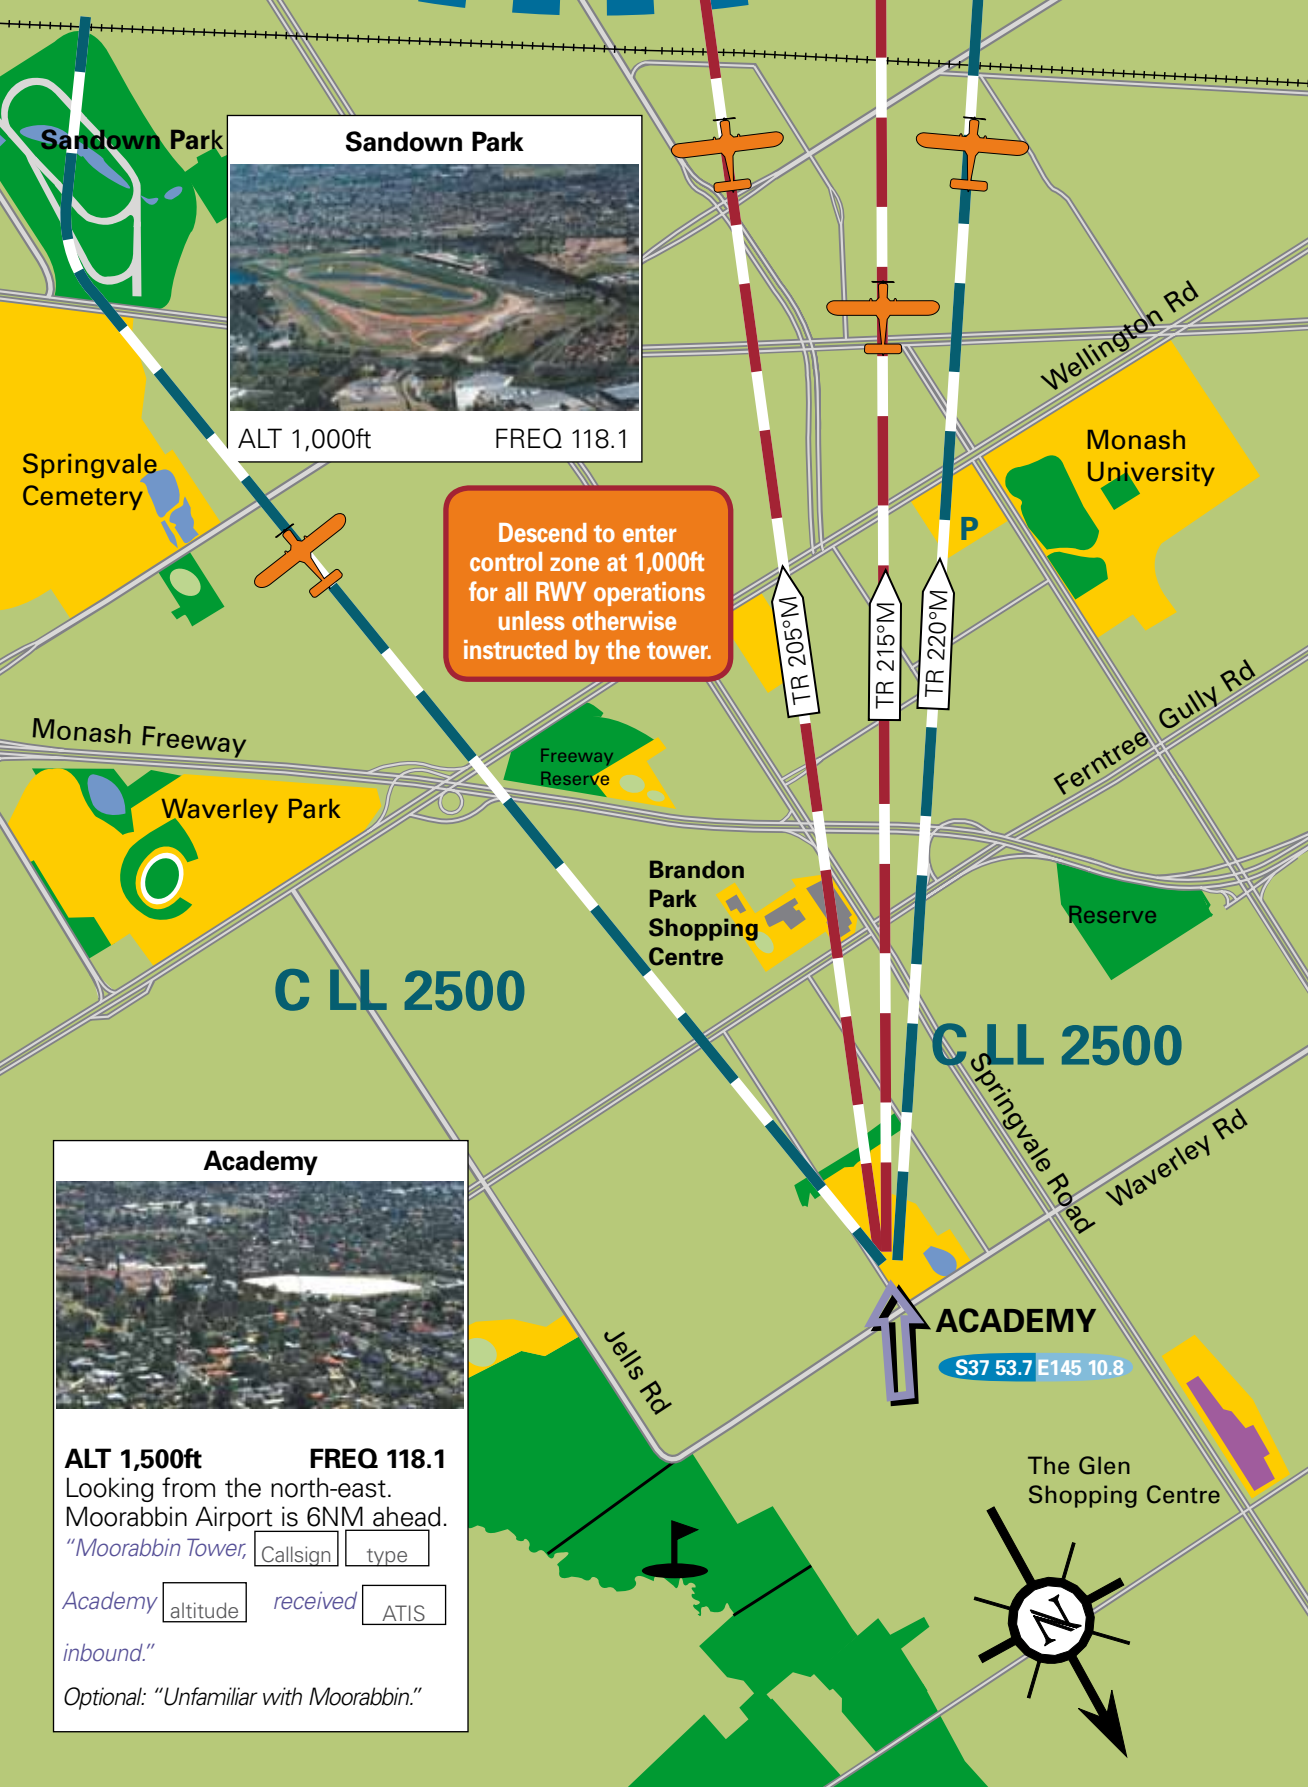 Sandown Park
Sandown Park
ALT 1,000ft FREQ 118.1
Wellington Rd
Monash
University
Springvale
Cemetery
P
Descend to enter
control zone at 1,000ft
for all RWY operations
unless otherwise
instructed by the tower.
TR 205°M
TR 215°M
TR 220°M
Monash Freeway
Freeway
Reserve
Ferntree Gully Rd
Waverley Park
Brandon
Park
Shopping
Centre
Reserve
C LL 2500
C LL 2500
Springvale Road
Waverley Rd
Academy
ALT 1,500ft FREQ 118.1
Looking from the north-east.
Moorabbin Airport is 6NM ahead.
“Moorabbin Tower, Callsign type
Academy altitude received ATIS
inbound.”
Optional: “Unfamiliar with Moorabbin.”
ACADEMY
S37 53.7 E145 10.8
Jells Rd
The Glen
Shopping Centre
N